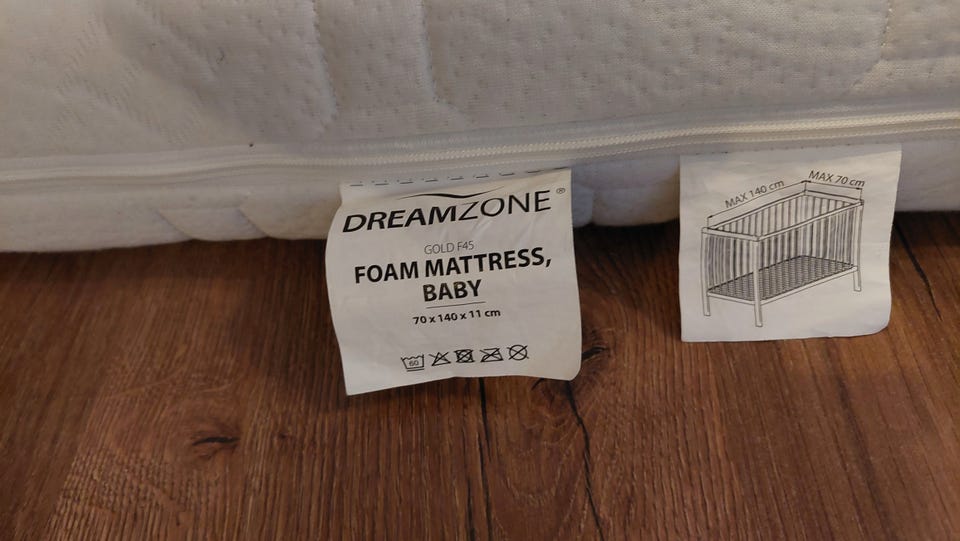 DREAMZONE®
GOLD F45
FOAM MATTRESS,
BABY
70 x 140 x 11 cm
60
MAX 140 cm
MAX 70 cm